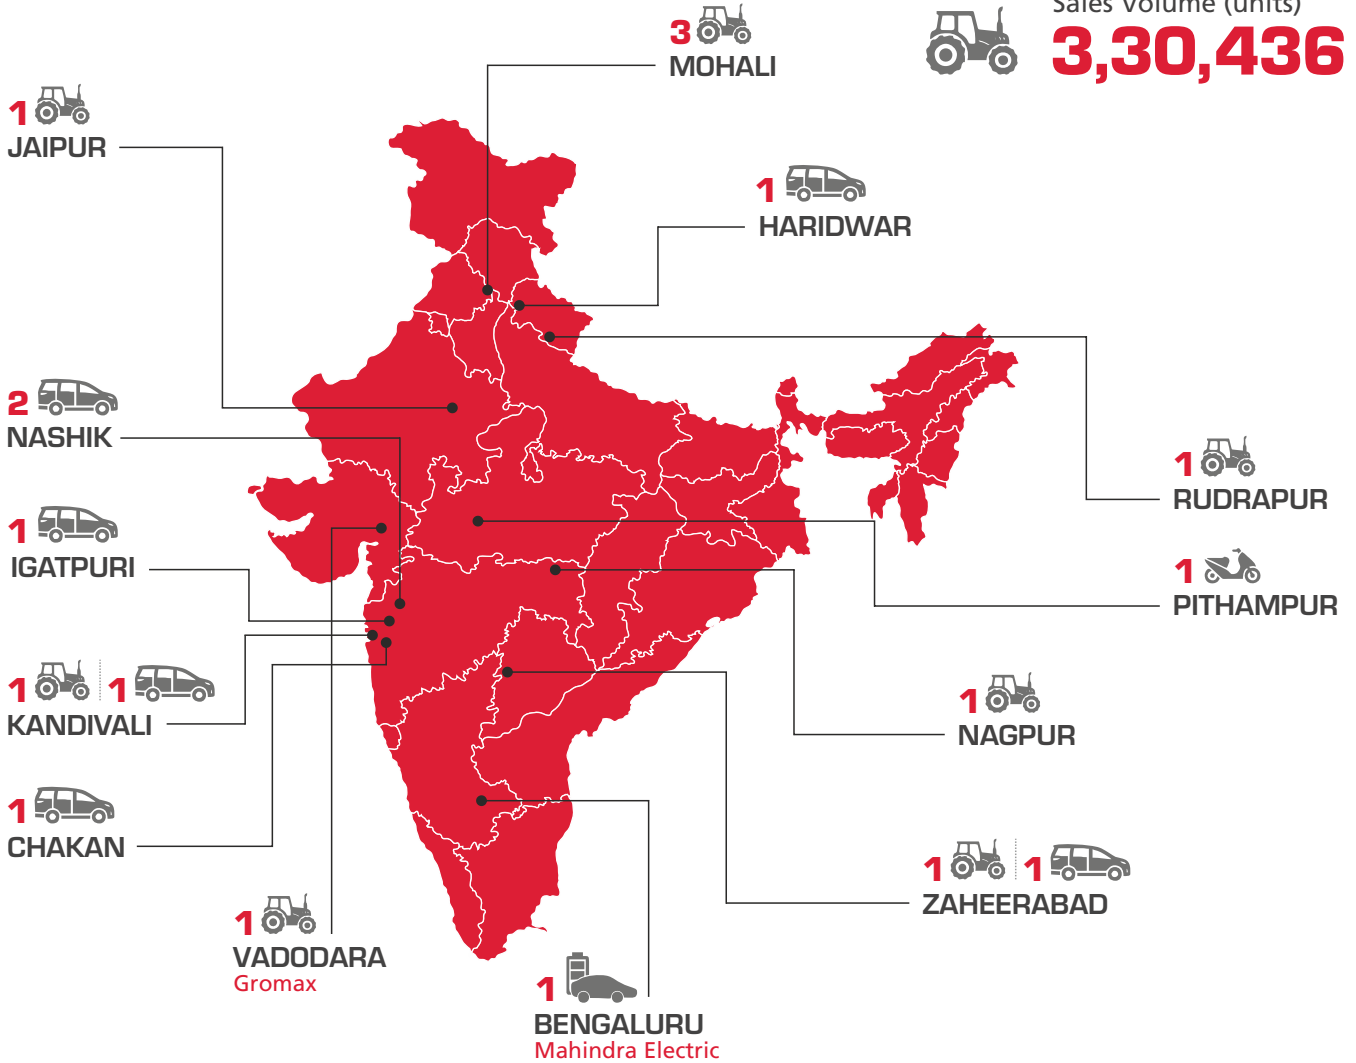 Sales Volume (units)
3,30,436
3
MOHALI
1
JAIPUR
1
HARIDWAR
2
NASHIK
1
RUDRAPUR
1
IGATPURI
1
PITHAMPUR
1 1
KANDIVALI
1
NAGPUR
1
CHAKAN
1 1
ZAHEERABAD
1
VADODARA
Gromax
1
BENGALURU
Mahindra Electric